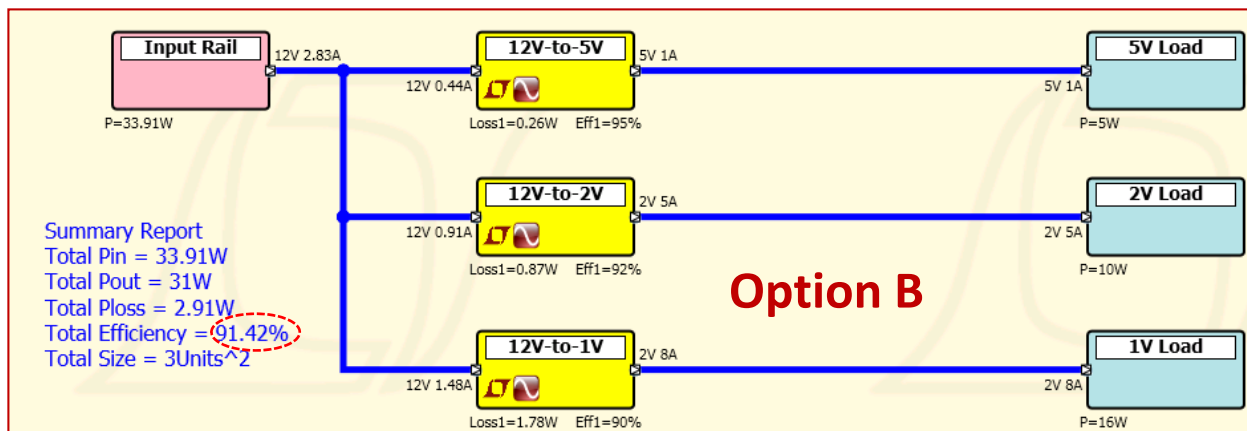 Input Rail
12V 2.83A
P=33.91W
12V-to-5V
12V 0.44A
5V 1A
Loss1=0.26W Eff1=95%
5V Load
5V 1A
P=5W
12V-to-2V
12V 0.91A
2V 5A
Loss1=0.87W Eff1=92%
2V Load
2V 5A
P=10W
Summary Report
Total Pin = 33.91W
Total Pout = 31W
Total Ploss = 2.91W
Total Efficiency = 91.42%
Total Size = 3Units^2
Option B
12V-to-1V
12V 1.48A
2V 8A
Loss1=1.78W Eff1=90%
1V Load
2V 8A
P=16W